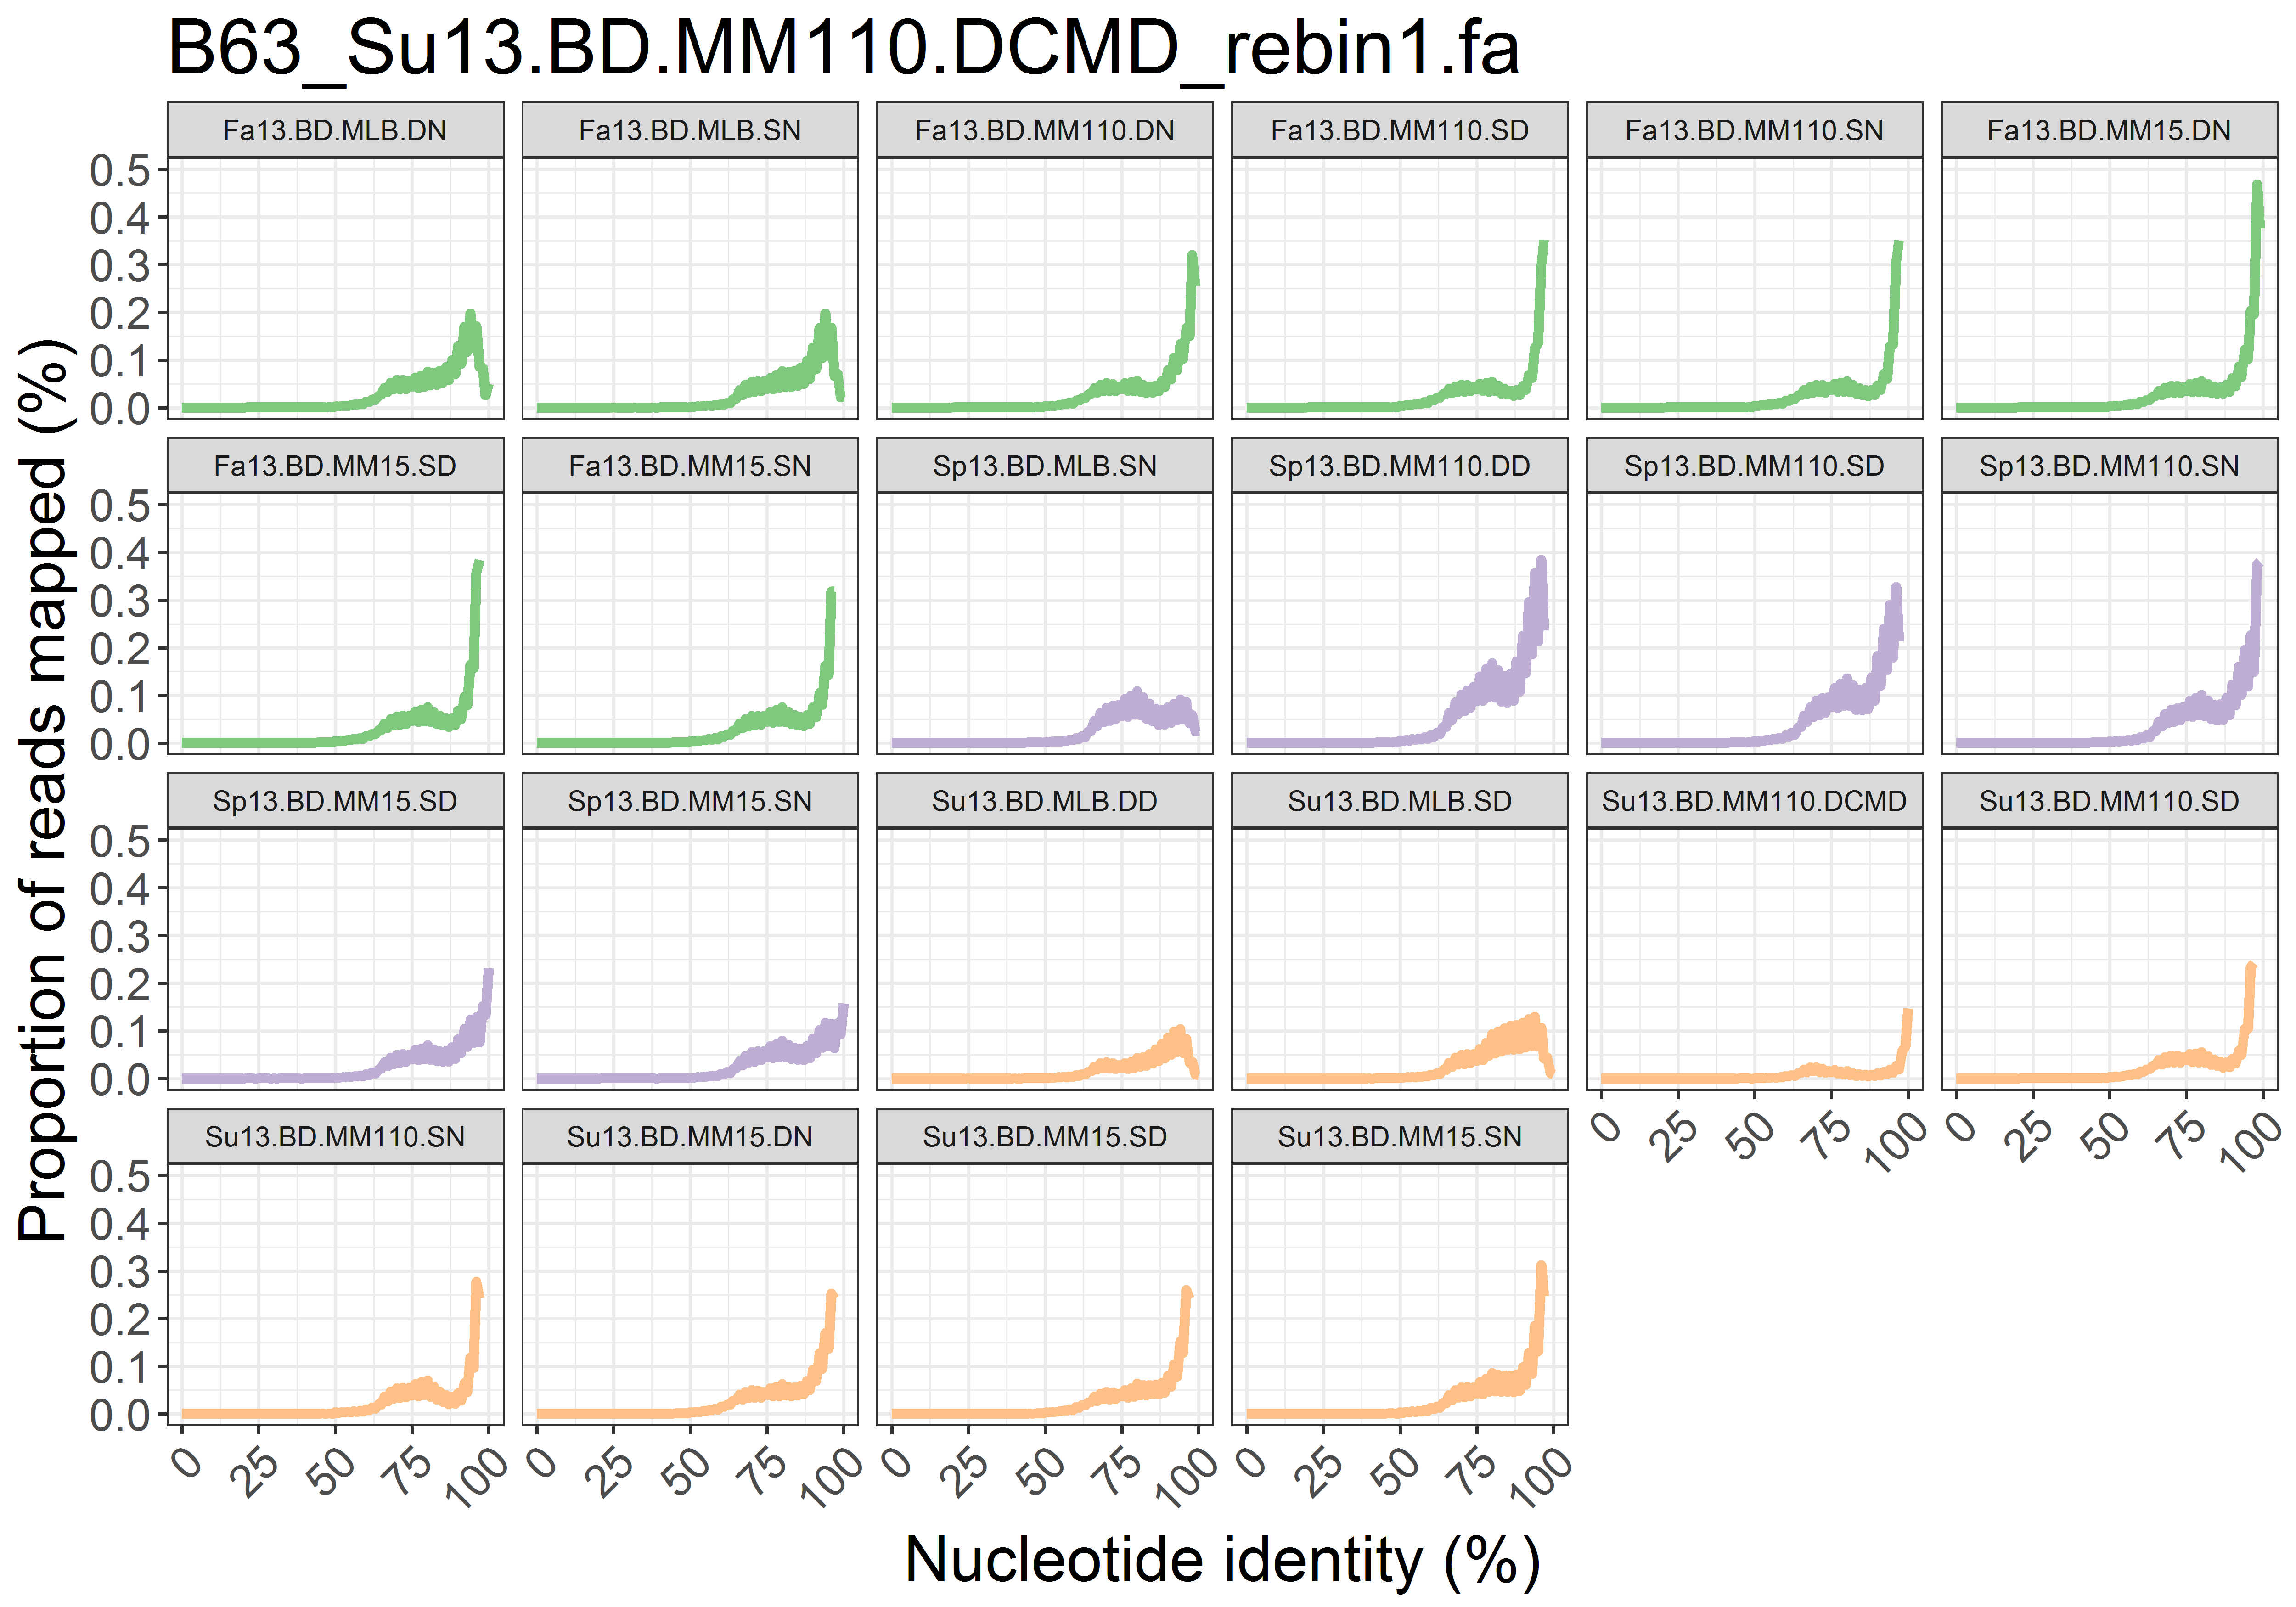 B63_Su13.BD.MM110.DCMD_rebin1.fa
Fa13.BD.MLB.DN Fa13.BD.MLB.SN Fa13.BD.MM110.DN Fa13.BD.MM110.SD Fa13.BD.MM110.SN Fa13.BD.MM15.DN
0.5
0.4
0.3
0.2
0.1
0.0
Fa13.BD.MM15.SD Fa13.BD.MM15.SN Sp13.BD.MLB.SN Sp13.BD.MM110.DD Sp13.BD.MM110.SD Sp13.BD.MM110.SN
0.5
0.4
0.3
0.2
0.1
0.0
Sp13.BD.MM15.SD Sp13.BD.MM15.SN Su13.BD.MLB.DD Su13.BD.MLB.SD Su13.BD.MM110.DCMD Su13.BD.MM110.SD
0.5
0.4
0.3
0.2
0.1
0.0
0 25 50 75 100 0 25 50 75 100
Su13.BD.MM110.SN Su13.BD.MM15.DN Su13.BD.MM15.SD Su13.BD.MM15.SN
0.5
0.4
0.3
0.2
0.1
0.0
0 25 50 75 100 0 25 50 75 100 0 25 50 75 100 0 25 50 75 100
Nucleotide identity (%)
Proportion of reads mapped (%)